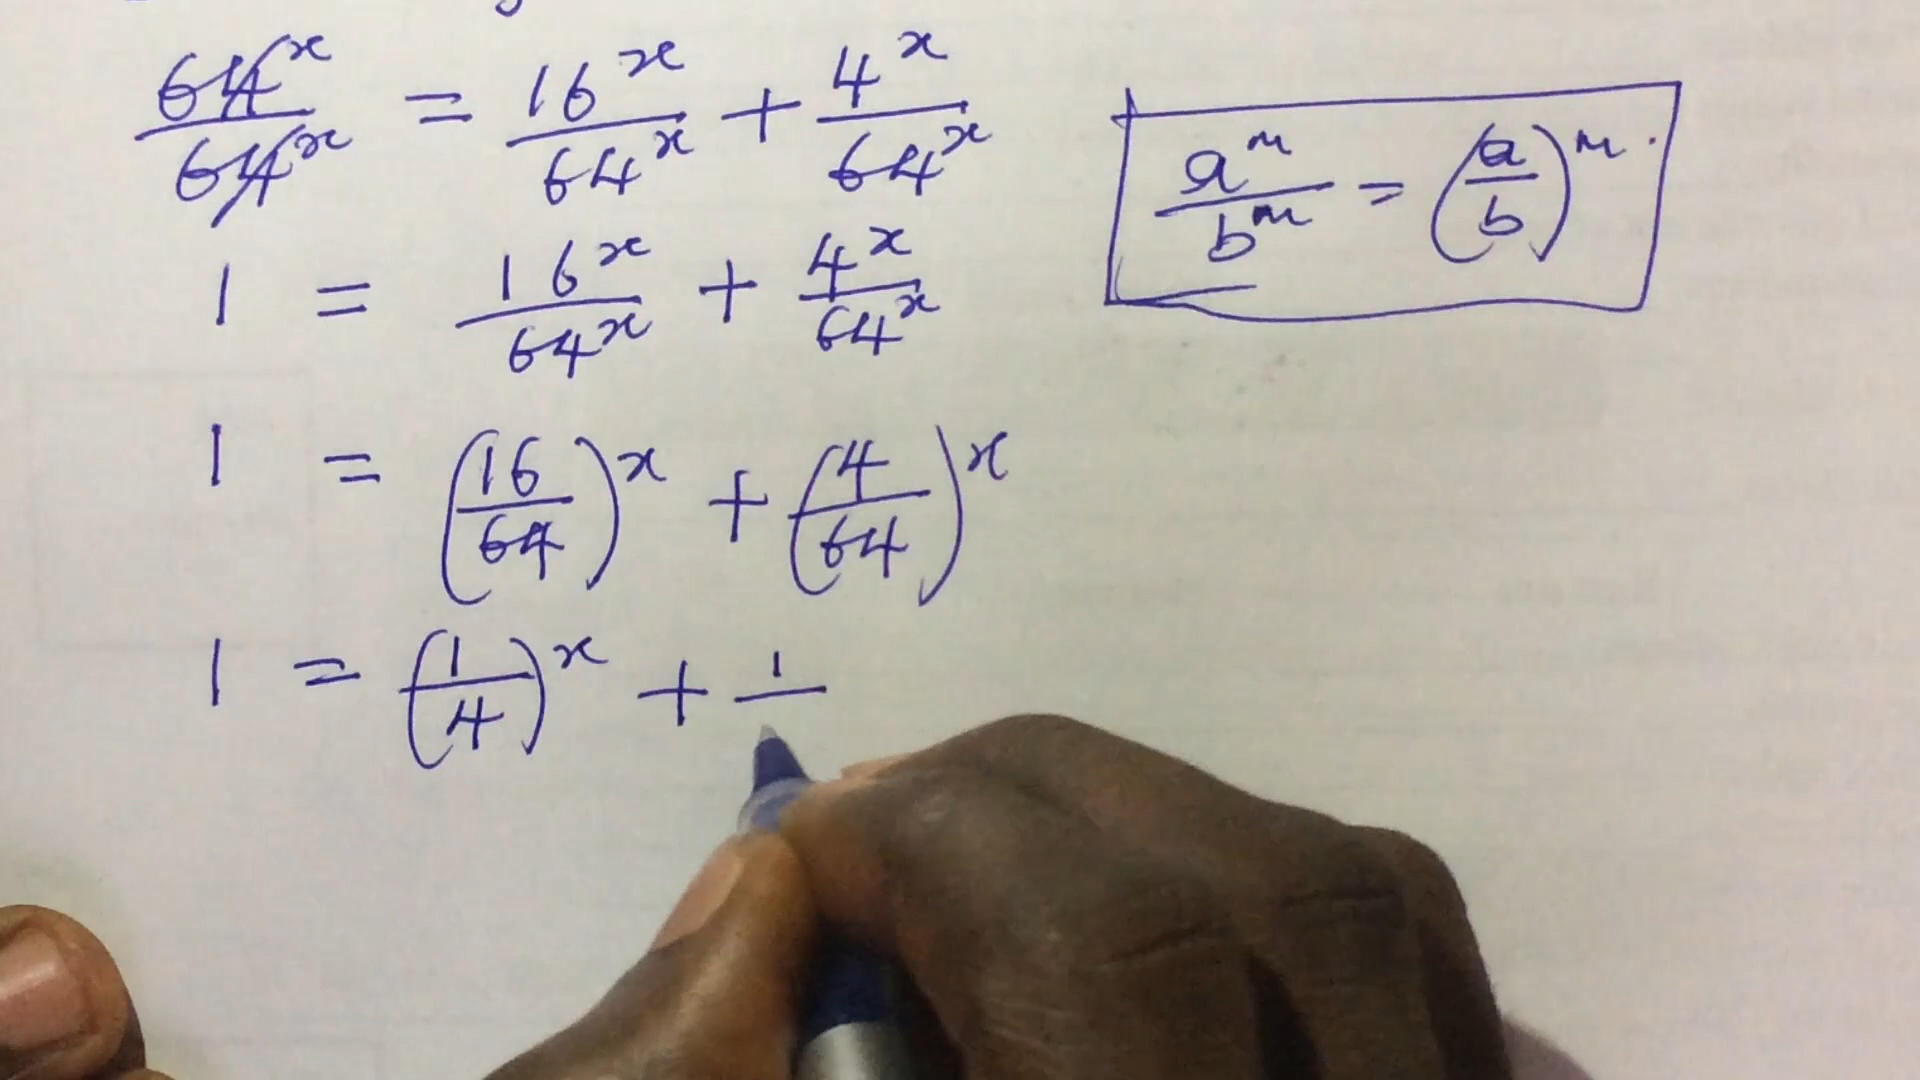 64^x/64^x = 16^x/64^x + 4^x/64^x
a^m/b^m = (a/b)^m.
1 = 16^x/64^x + 4^x/64^x
1 = (16/64)^x + (4/64)^x
1 = (1/4)^x + 1/